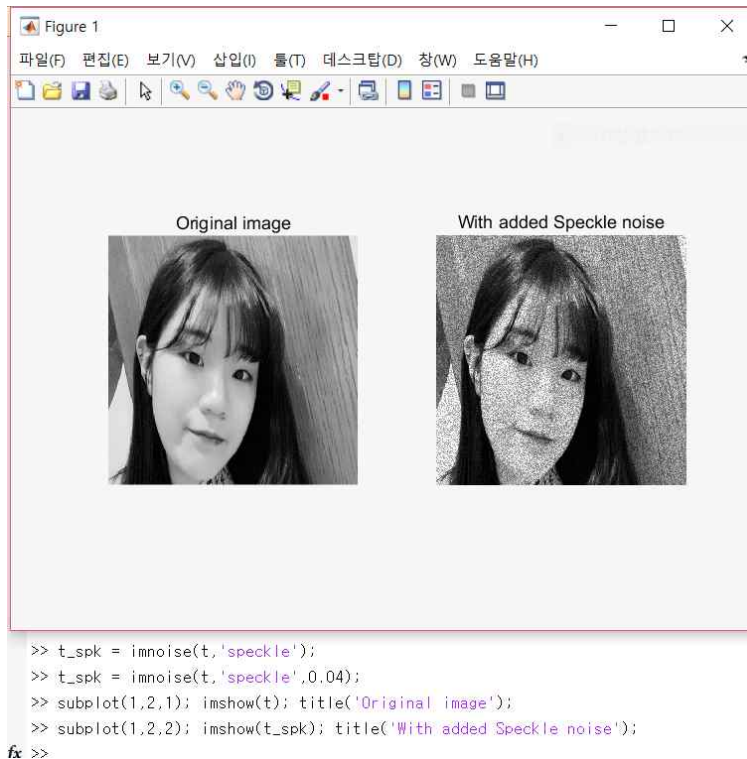 Figure 1
파일(F) 편집(E) 보기(V) 삽입(I) 툴(T) 데스크탑(D) 창(W) 도움말(H)
Original image
With added Speckle noise
>> t_spk = imnoise(t,'speckle');
>> t_spk = imnoise(t,'speckle',0.04);
>> subplot(1,2,1); imshow(t); title('Original image');
>> subplot(1,2,2); imshow(t_spk); title('With added Speckle noise');
fx >>